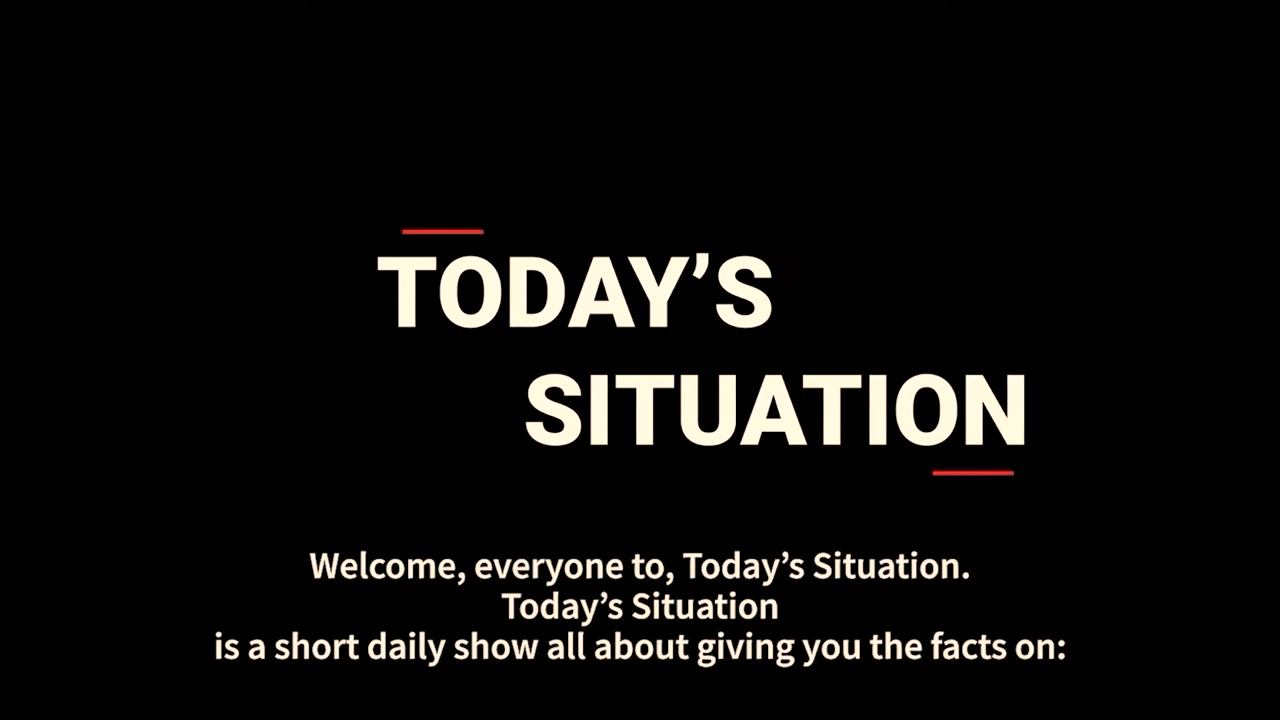 TODAY’S
SITUATION
Welcome, everyone to, Today’s Situation.
Today’s Situation
is a short daily show all about giving you the facts on: